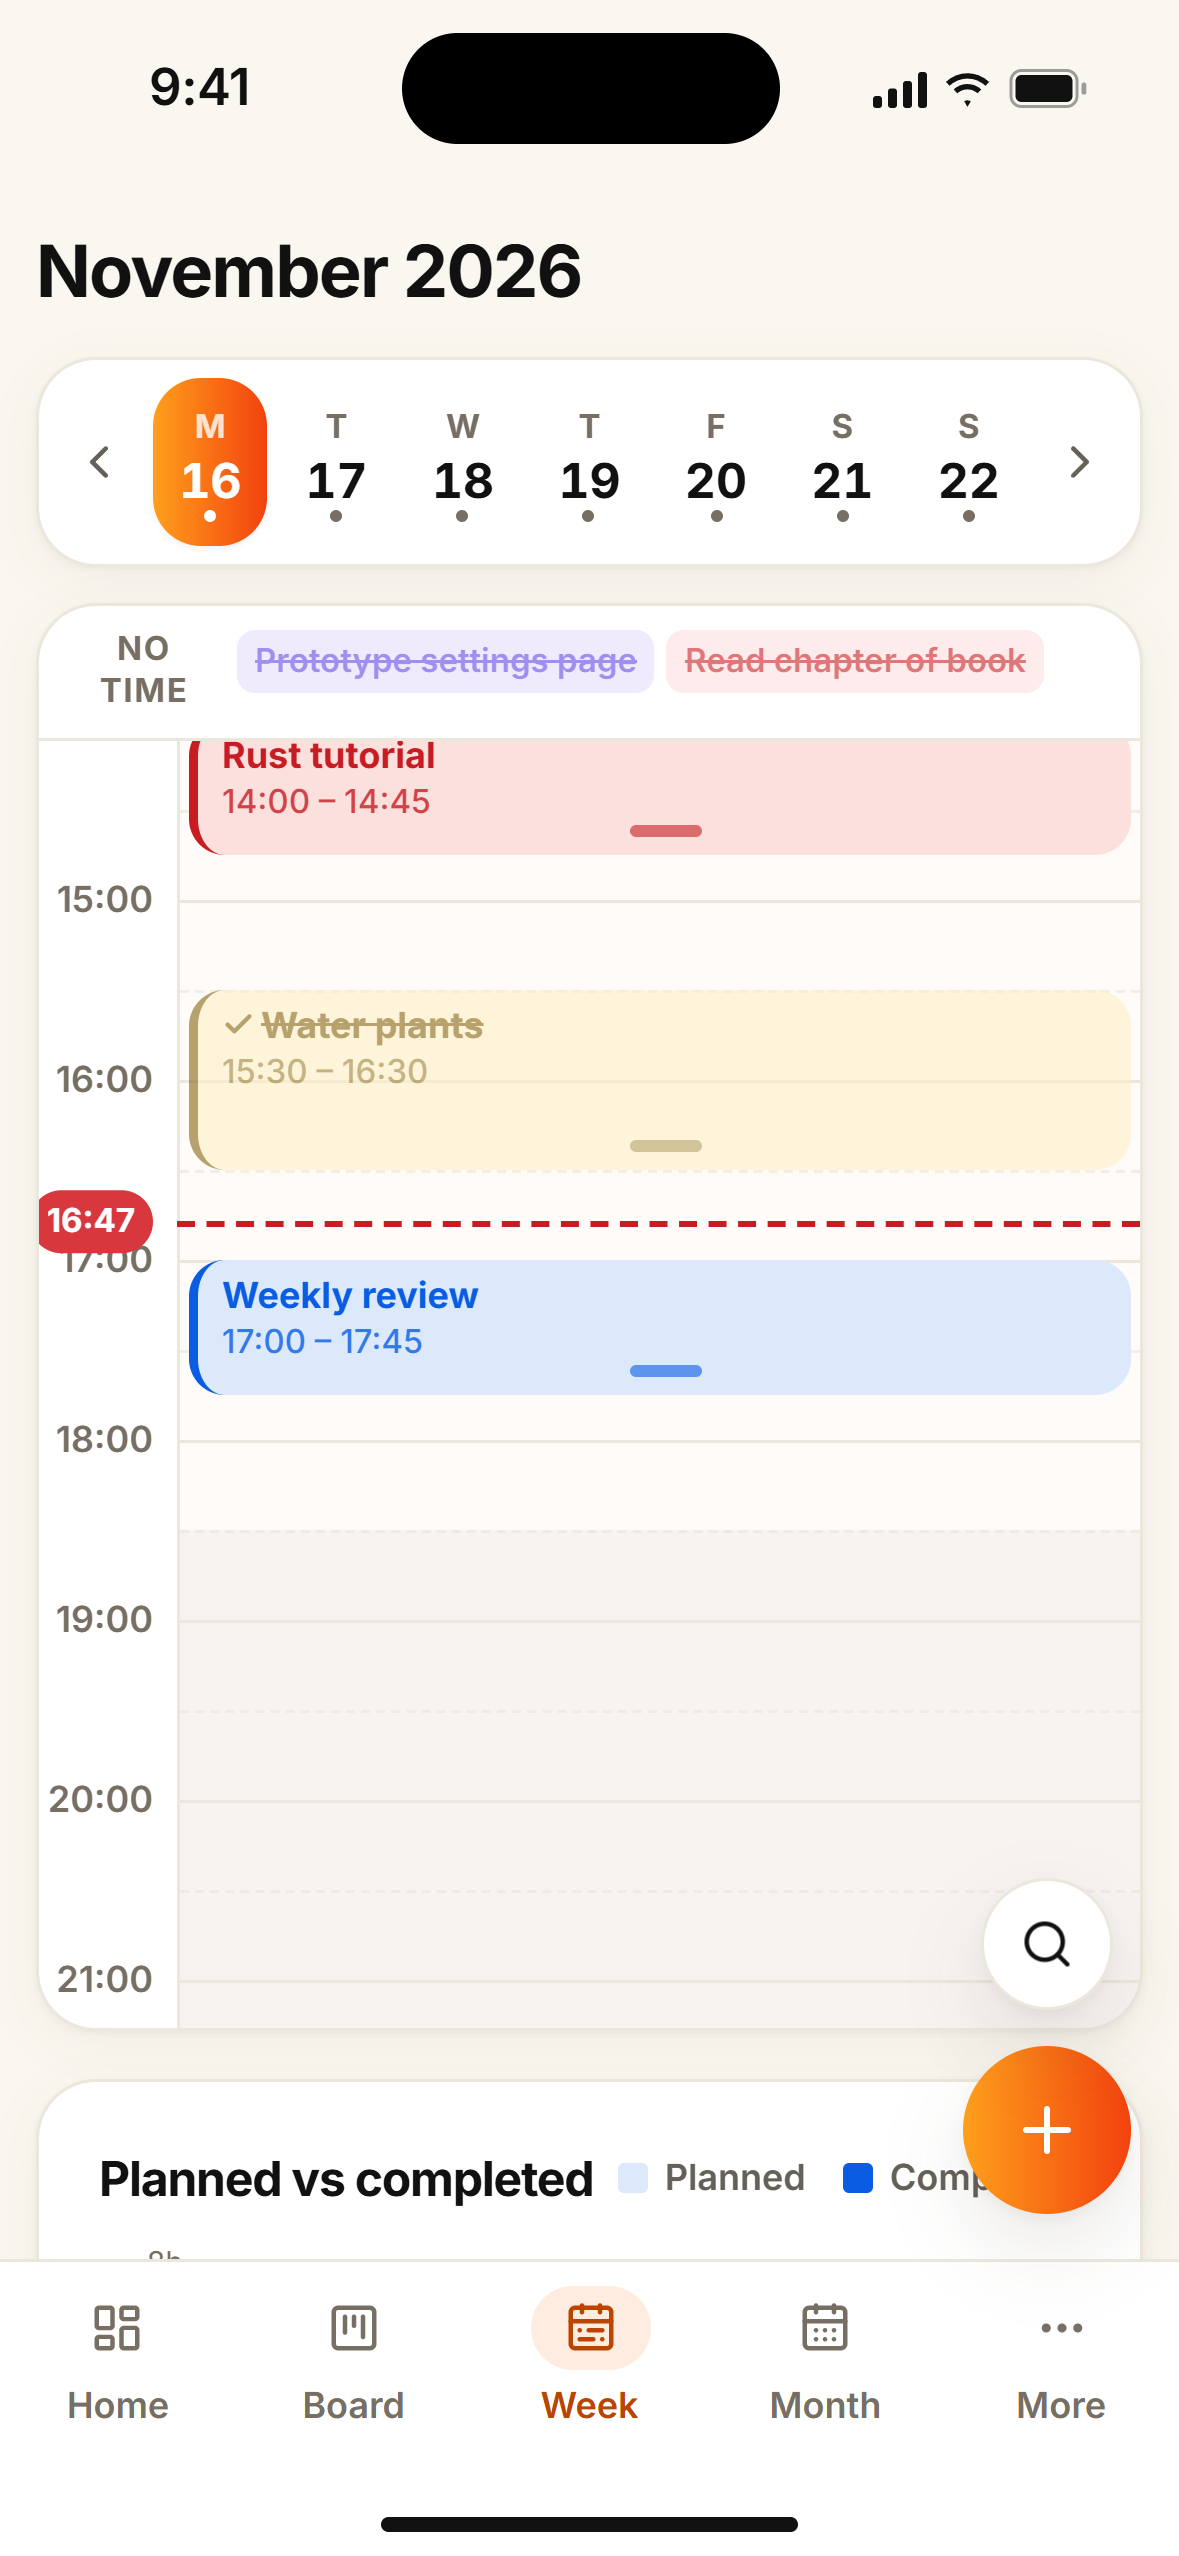 9:41
November 2026
M T W T F S S
16 17 18 19 20 21 22
NO TIME
Prototype settings page
Read chapter of book
Rust tutorial
14:00 – 14:45
15:00
Water plants
15:30 – 16:30
16:00
16:47
17:00
Weekly review
17:00 – 17:45
18:00
19:00
20:00
21:00
Planned vs completed
Planned
Comp
Home
Board
Week
Month
More